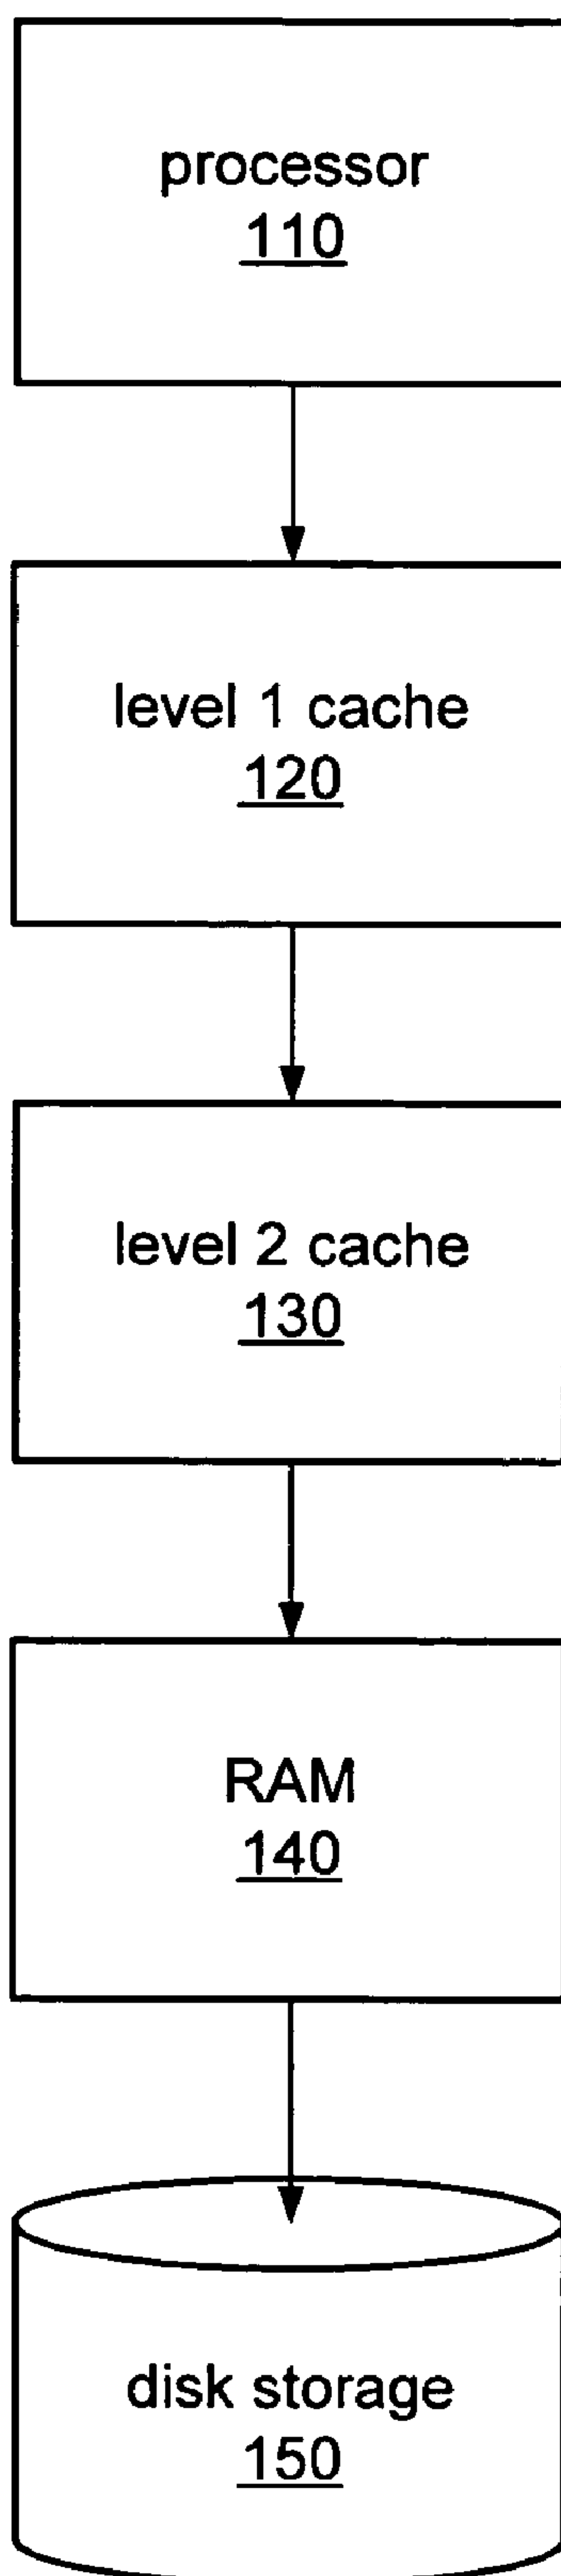 processor
110
level 1 cache
120
level 2 cache
130
RAM
140
disk storage
150